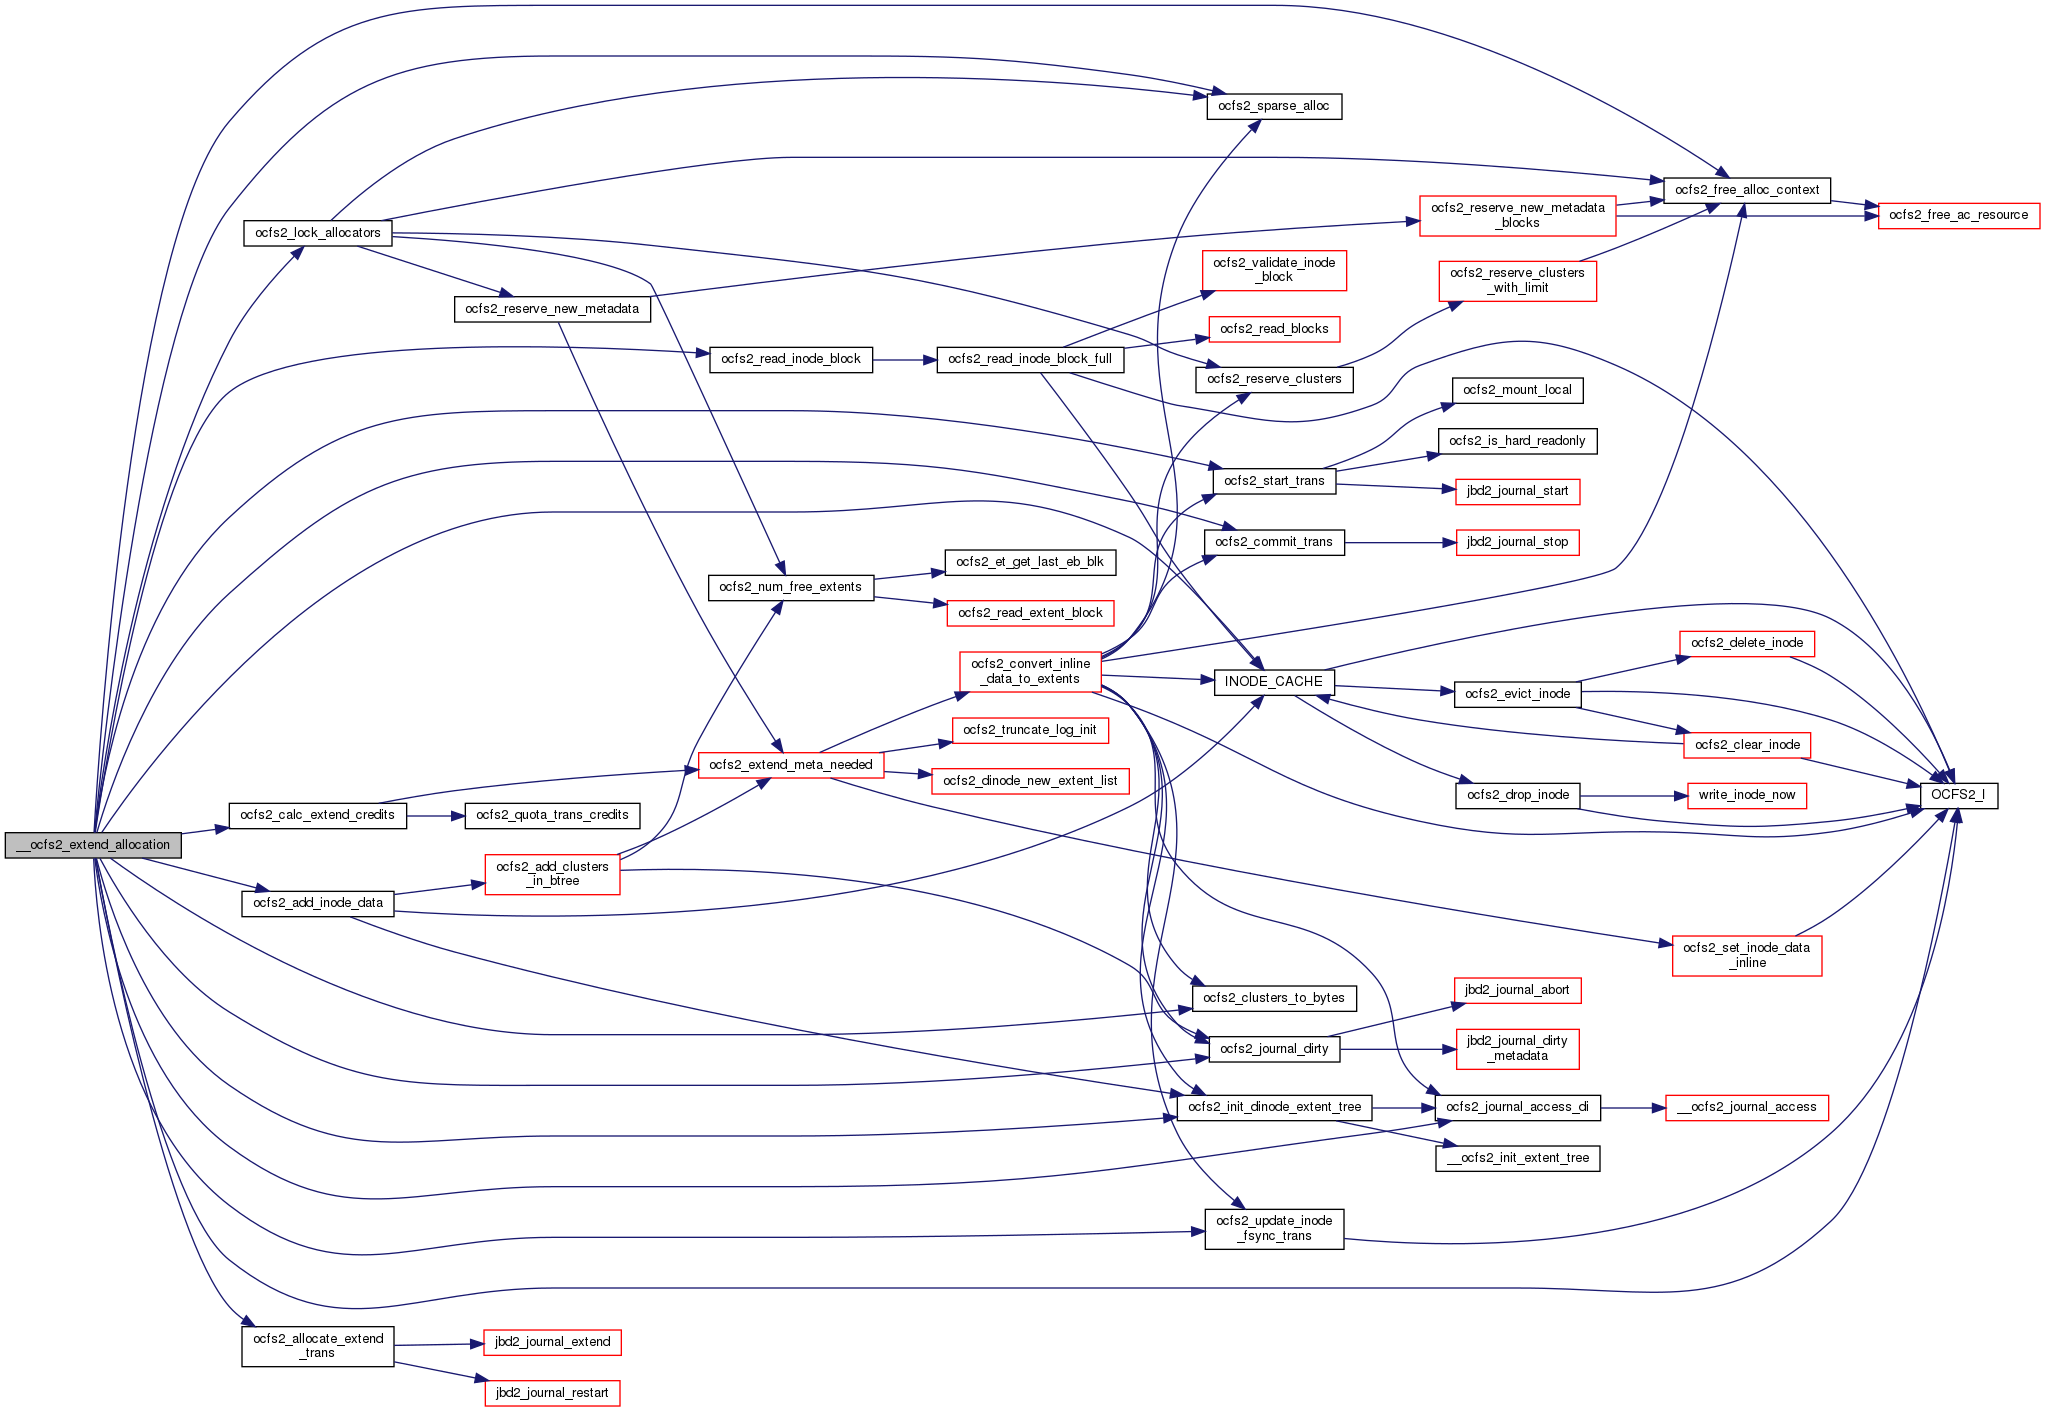 ocfs2_sparse_alloc
ocfs2_free_alloc_context
ocfs2_free_ac_resource
ocfs2_reserve_new_metadata
_blocks
ocfs2_lock_allocators
ocfs2_validate_inode
_block
ocfs2_reserve_clusters
_with_limit
ocfs2_reserve_new_metadata
ocfs2_read_blocks
ocfs2_read_inode_block
ocfs2_read_inode_block_full
ocfs2_reserve_clusters
ocfs2_mount_local
ocfs2_is_hard_readonly
ocfs2_start_trans
jbd2_journal_start
ocfs2_commit_trans
jbd2_journal_stop
ocfs2_et_get_last_eb_blk
ocfs2_num_free_extents
ocfs2_read_extent_block
ocfs2_delete_inode
ocfs2_convert_inline
_data_to_extents
INODE_CACHE
ocfs2_evict_inode
ocfs2_truncate_log_init
ocfs2_clear_inode
ocfs2_extend_meta_needed
ocfs2_dinode_new_extent_list
ocfs2_drop_inode
write_inode_now
OCFS2_I
ocfs2_calc_extend_credits
ocfs2_quota_trans_credits
__ocfs2_extend_allocation
ocfs2_add_clusters
_in_btree
ocfs2_add_inode_data
ocfs2_set_inode_data
_inline
jbd2_journal_abort
ocfs2_clusters_to_bytes
ocfs2_journal_dirty
jbd2_journal_dirty
_metadata
ocfs2_init_dinode_extent_tree
ocfs2_journal_access_di
__ocfs2_journal_access
__ocfs2_init_extent_tree
ocfs2_update_inode
_fsync_trans
ocfs2_allocate_extend
_trans
jbd2_journal_extend
jbd2_journal_restart